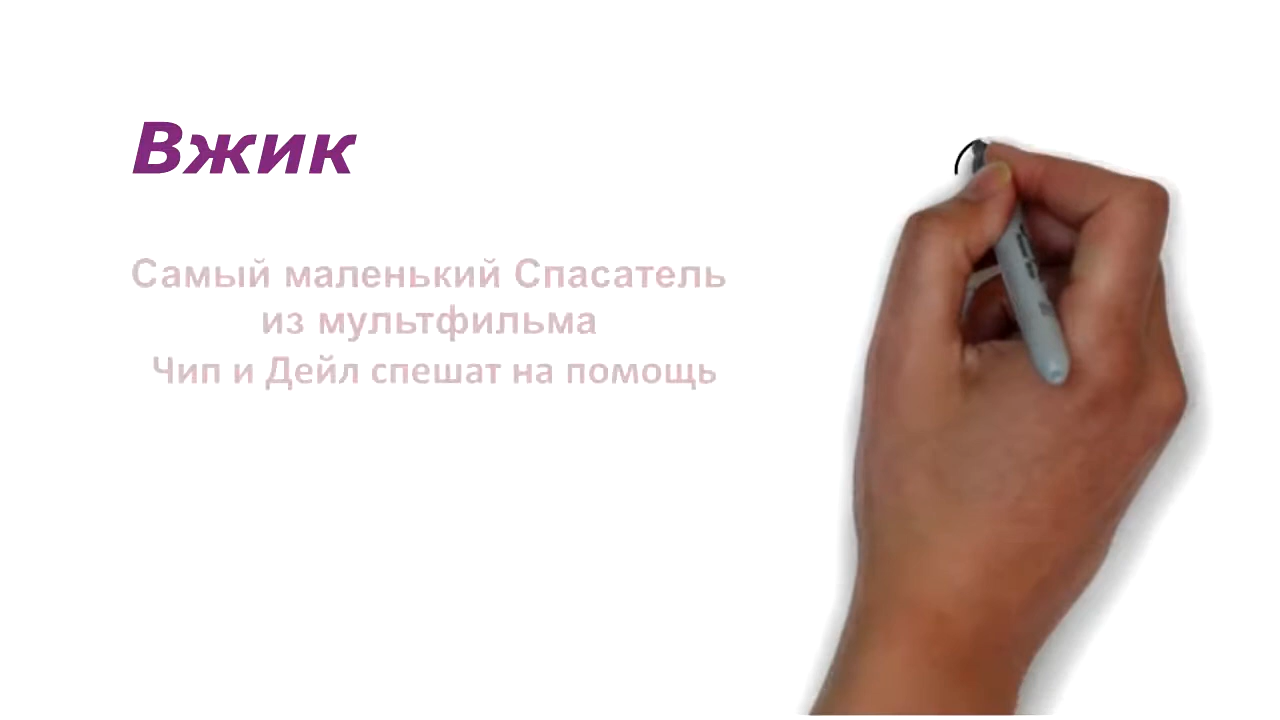 Вжик
Самый маленький Спасатель
из мультфильма
Чип и Дейл спешат на помощь